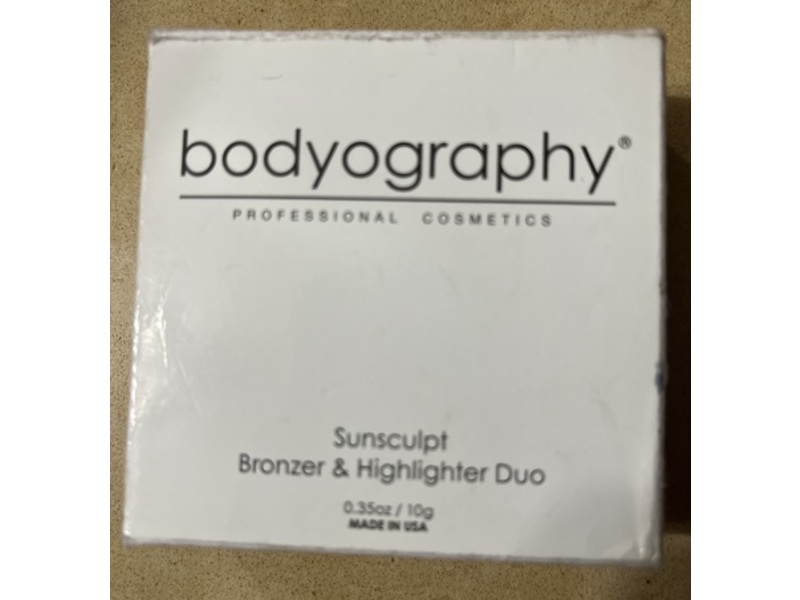 bodyography®
PROFESSIONAL COSMETICS
Sunsculpt
Bronzer & Highlighter Duo
0.35oz / 10g
MADE IN USA